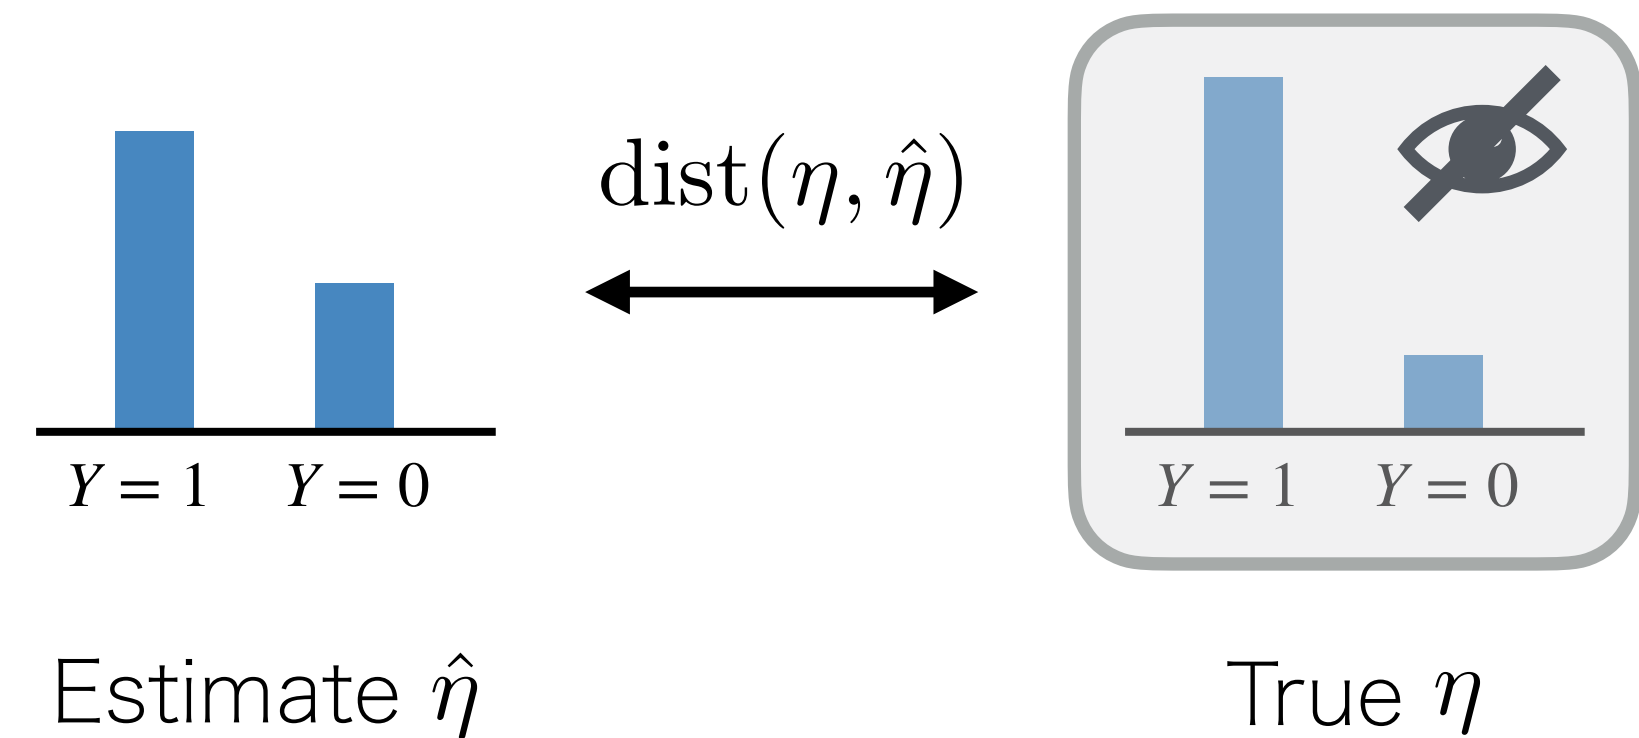 dist(η, η̂)
Y = 1 Y = 0
Y = 1 Y = 0
Estimate η̂
True η